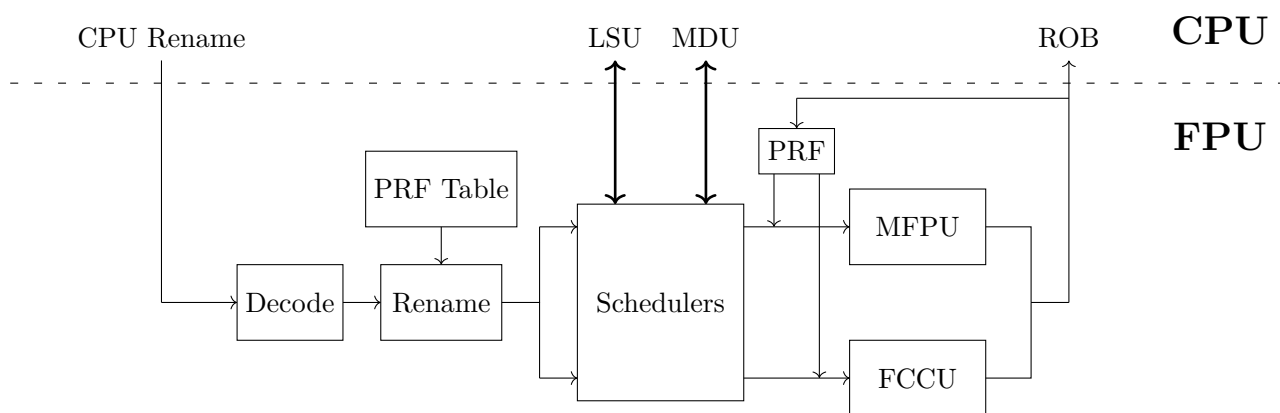 CPU Rename
LSU
MDU
ROB
CPU
FPU
PRF
PRF Table
MFPU
Decode
Rename
Schedulers
FCCU